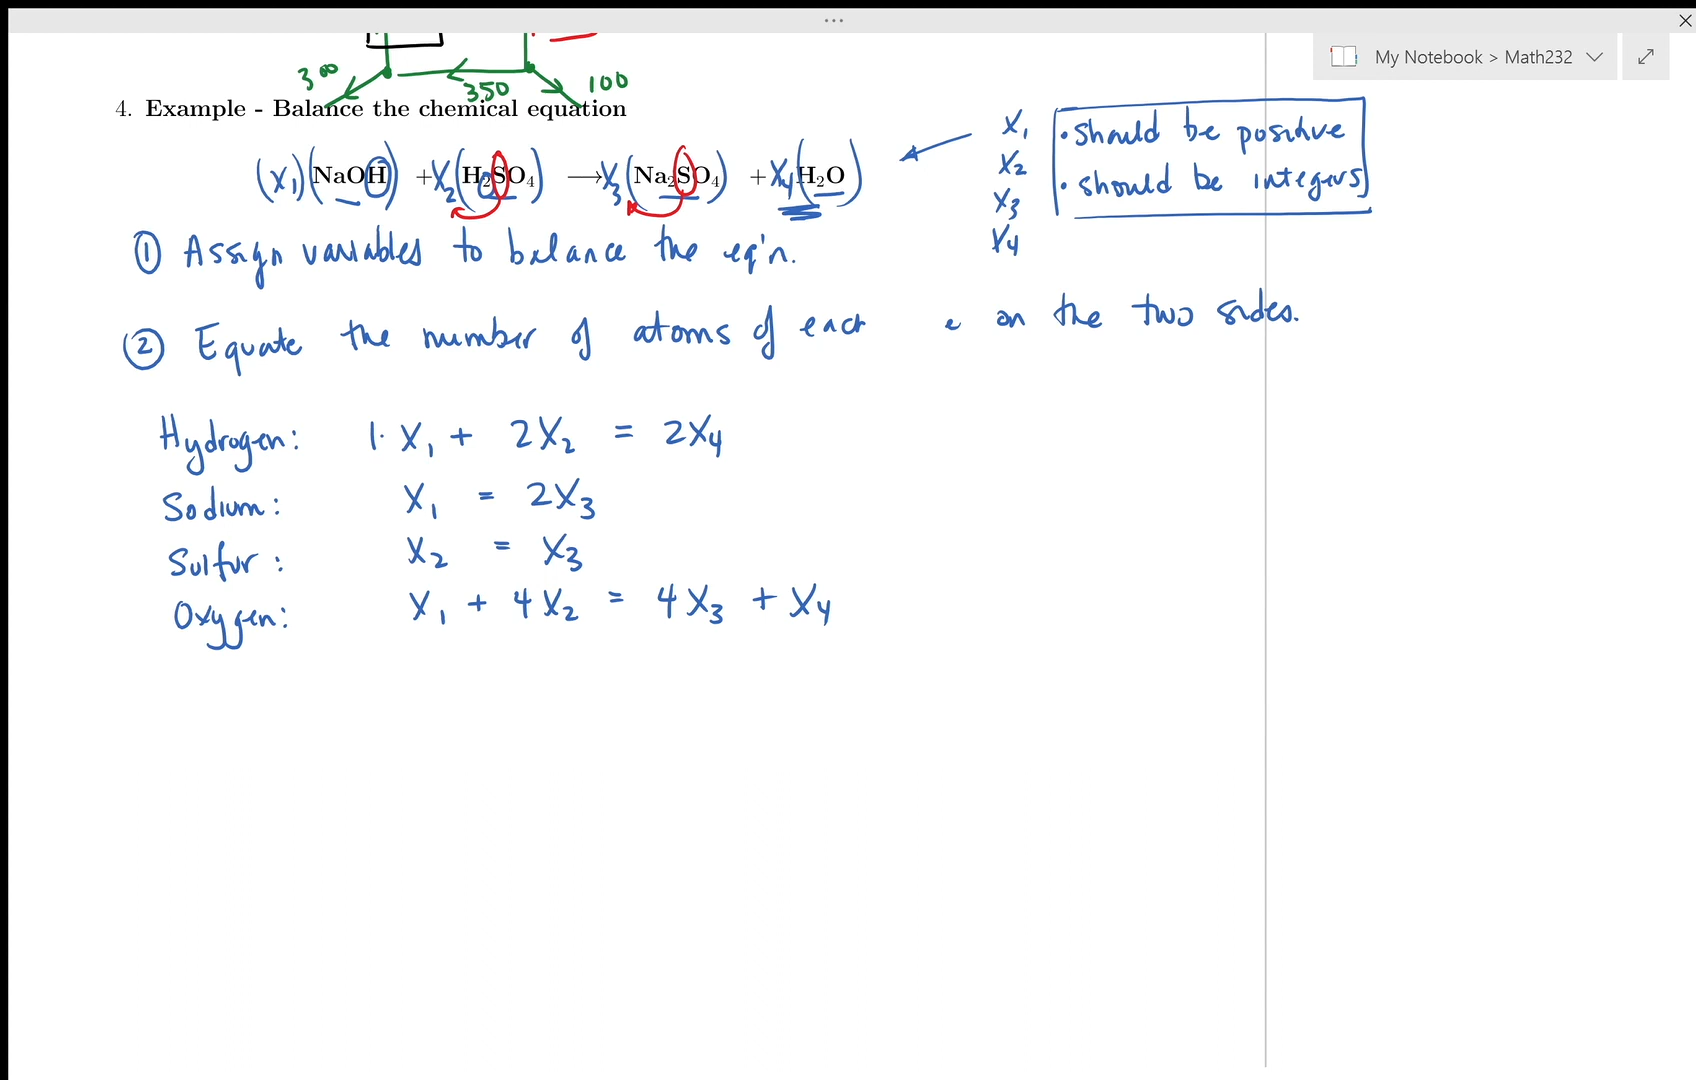 My Notebook > Math232
300
350
100
4. Example - Balance the chemical equation
(X₁)(NaOH) + X₂(H₂SO₄) ⟶ X₃(Na₂SO₄) + X₄(H₂O)
X₁
X₂
X₃
X₄
• should be positive
• should be integers
① Assign variables to balance the eq'n.
② Equate the number of atoms of each e on the two sides.
Hydrogen: 1·X₁ + 2X₂ = 2X₄
Sodium: X₁ = 2X₃
Sulfur: X₂ = X₃
Oxygen: X₁ + 4X₂ = 4X₃ + X₄